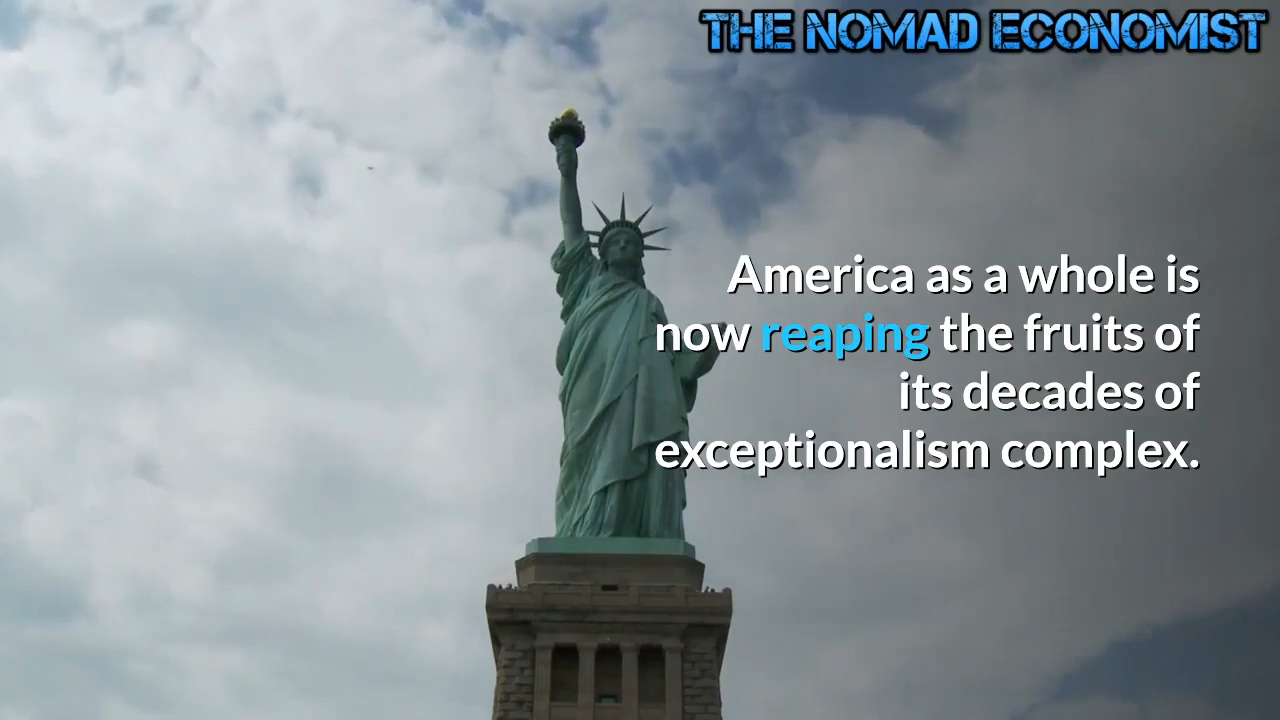 THE NOMAD ECONOMIST
America as a whole is
now reaping the fruits of
its decades of
exceptionalism complex.